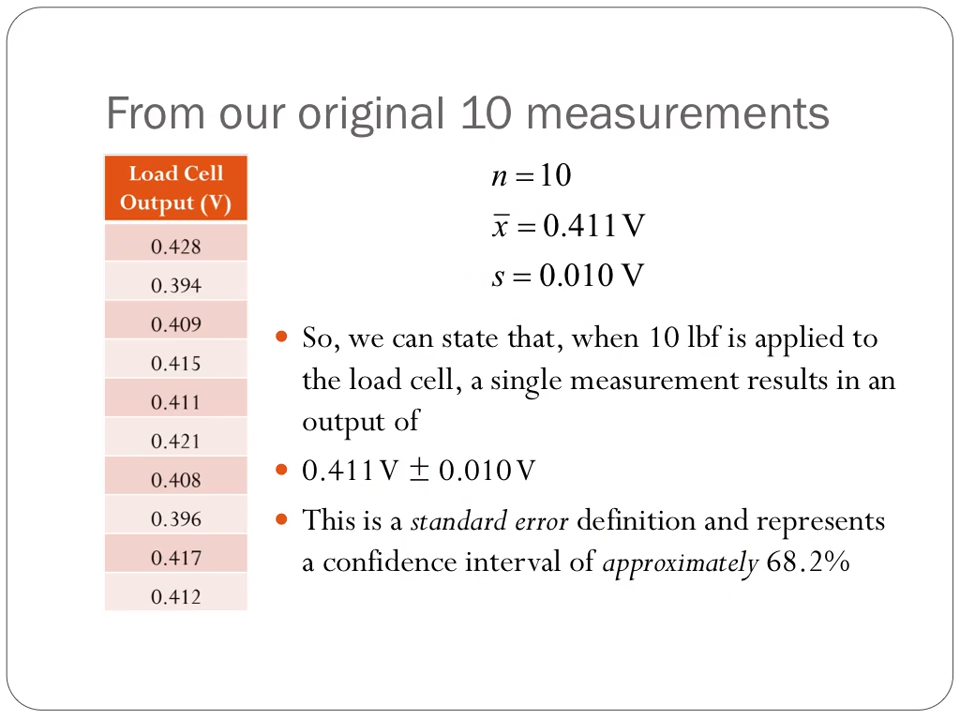 From our original 10 measurements
Load Cell
Output (V)
0.428
0.394
0.409
0.415
0.411
0.421
0.408
0.396
0.417
0.412
n = 10
x̅ = 0.411 V
s = 0.010 V
• So, we can state that, when 10 lbf is applied to
the load cell, a single measurement results in an
output of
• 0.411V ± 0.010V
• This is a standard error definition and represents
a confidence interval of approximately 68.2%